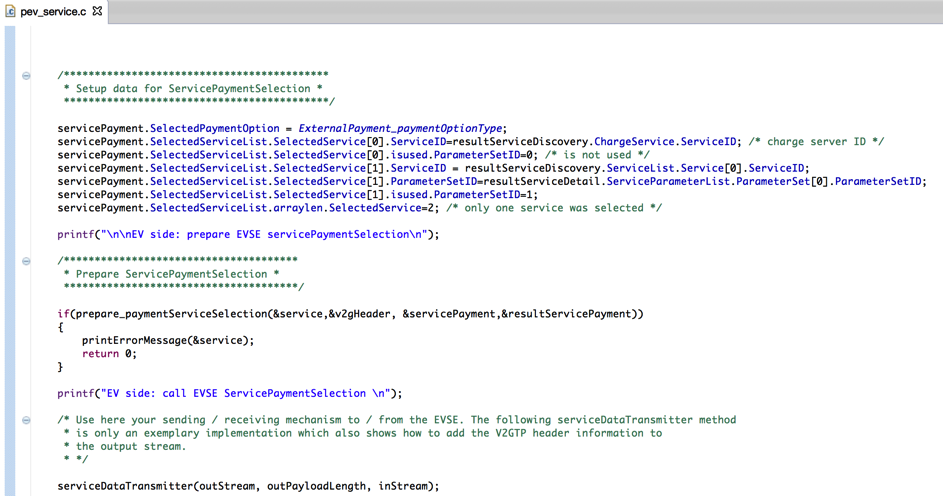 pev_service.c
/*******************************************
* Setup data for ServicePaymentSelection *
*******************************************/
servicePayment.SelectedPaymentOption = ExternalPayment_paymentOptionType;
servicePayment.SelectedServiceList.SelectedService[0].ServiceID=resultServiceDiscovery.ChargeService.ServiceID; /* charge server ID */
servicePayment.SelectedServiceList.SelectedService[0].isused.ParameterSetID=0; /* is not used */
servicePayment.SelectedServiceList.SelectedService[1].ServiceID = resultServiceDiscovery.ServiceList.Service[0].ServiceID;
servicePayment.SelectedServiceList.SelectedService[1].ParameterSetID=resultServiceDetail.ServiceParameterList.ParameterSet[0].ParameterSetID;
servicePayment.SelectedServiceList.SelectedService[1].isused.ParameterSetID=1;
servicePayment.SelectedServiceList.arraylen.SelectedService=2; /* only one service was selected */
printf("\n\nEV side: prepare EVSE servicePaymentSelection\n");
/**************************************
* Prepare ServicePaymentSelection *
**************************************/
if(prepare_paymentServiceSelection(&service,&v2gHeader, &servicePayment,&resultServicePayment))
{
printErrorMessage(&service);
return 0;
}
printf("EV side: call EVSE ServicePaymentSelection \n");
/* Use here your sending / receiving mechanism to / from the EVSE. The following serviceDataTransmitter method
* is only an exemplary implementation which also shows how to add the V2GTP header information to
* the output stream.
* */
serviceDataTransmitter(outStream, outPayloadLength, inStream);